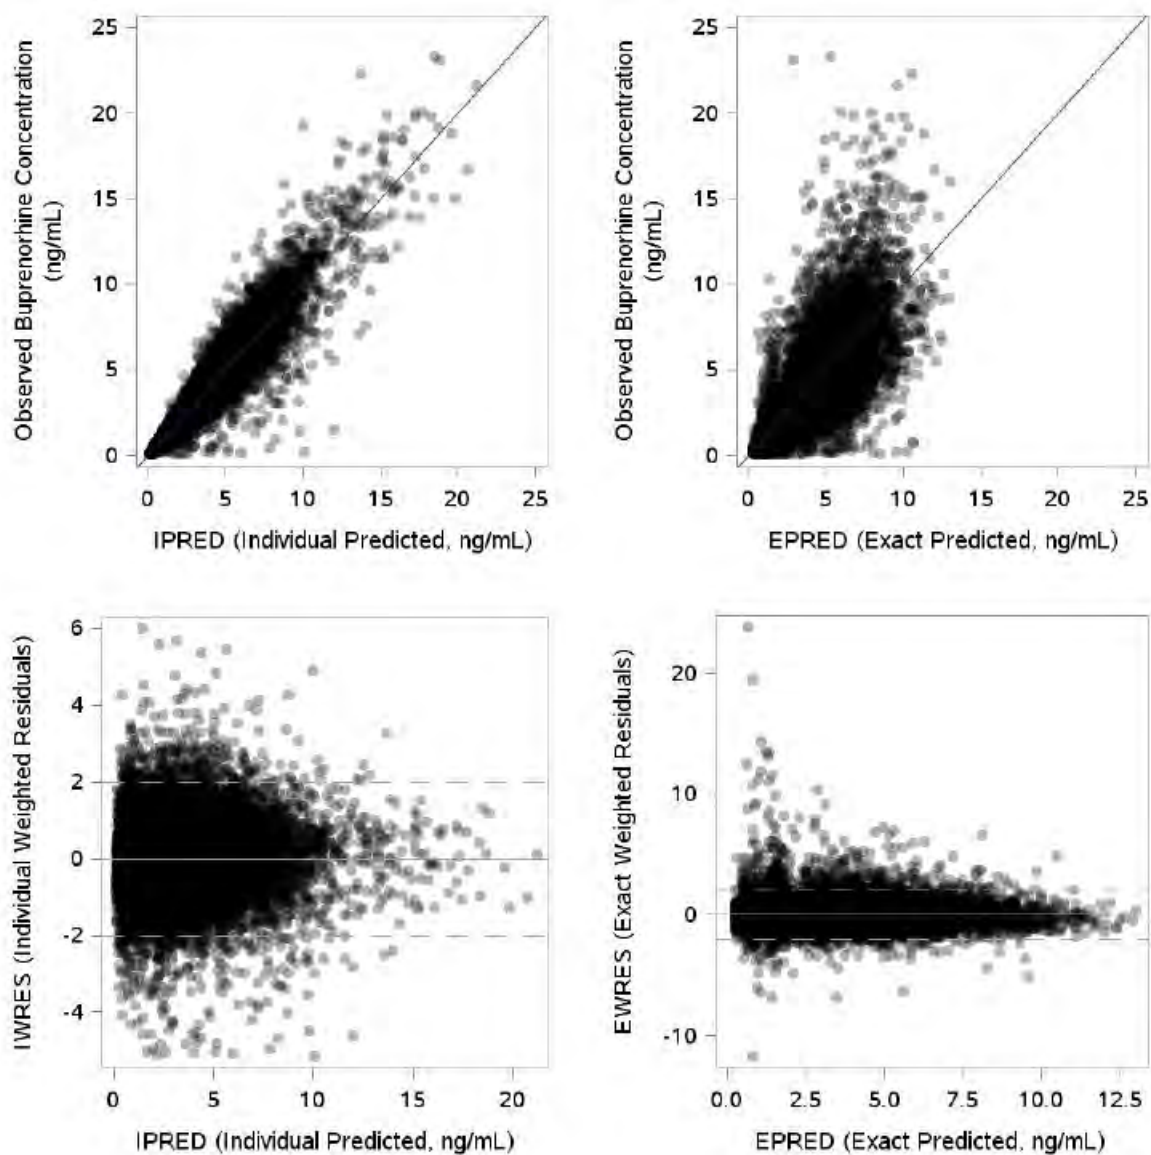 Observed Buprenorhine Concentration
(ng/mL)
25
20
15
10
5
0
0 5 10 15 20 25
IPRED (Individual Predicted, ng/mL)
Observed Buprenorhine Concentration
(ng/mL)
25
20
15
10
5
0
0 5 10 15 20 25
EPRED (Exact Predicted, ng/mL)
IWRES (Individual Weighted Residuals)
6
4
2
0
-2
-4
0 5 10 15 20
IPRED (Individual Predicted, ng/mL)
EWRES (Exact Weighted Residuals)
20
10
0
-10
0.0 2.5 5.0 7.5 10.0 12.5
EPRED (Exact Predicted, ng/mL)